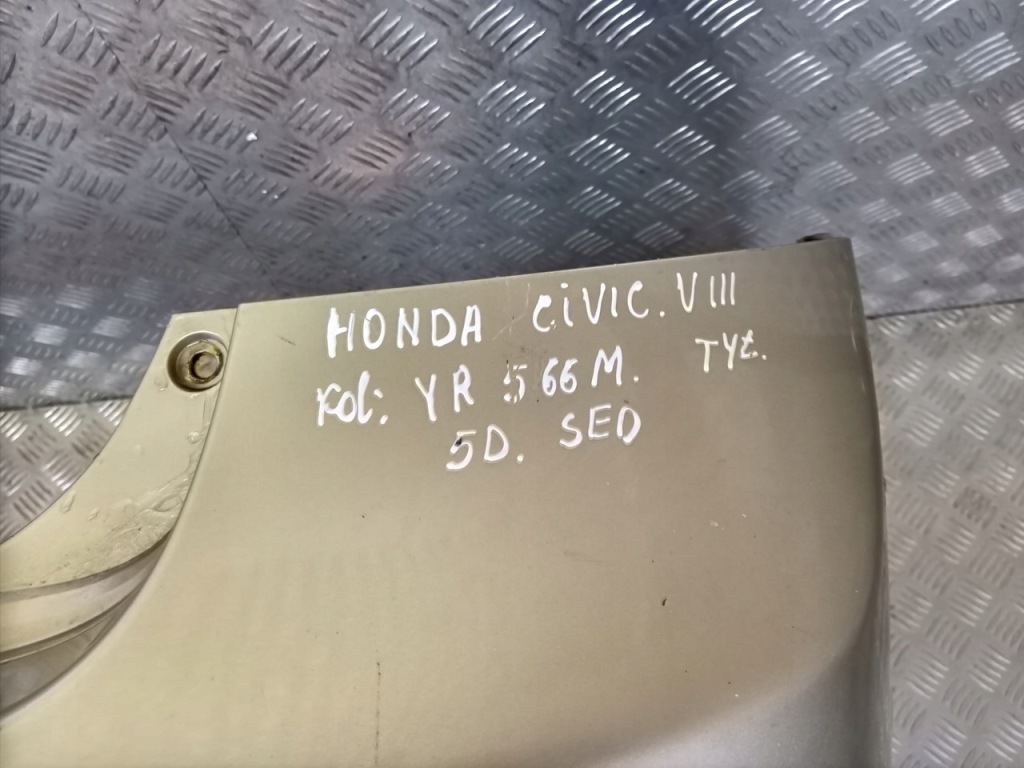 HONDA CiVIC. VIII
Kol: YR 566M. TYŁ.
5D. SED